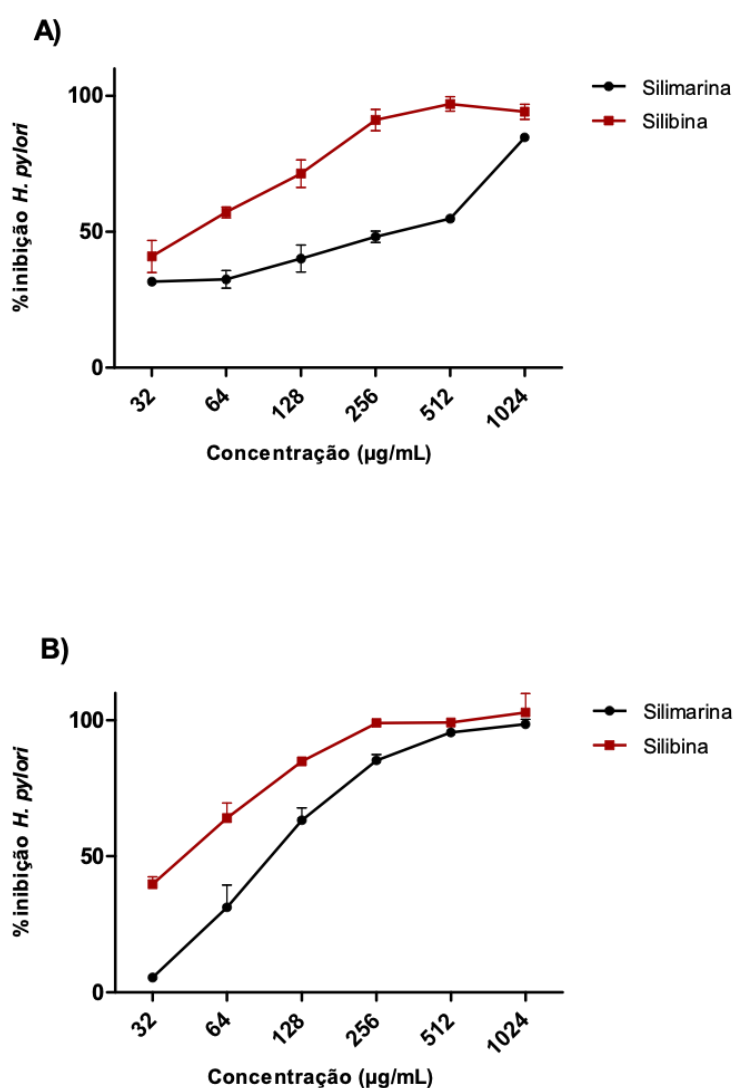 A)
100
50
0
%inibição H. pylori
32
64
128
256
512
1024
Concentração (µg/mL)
Silimarina
Silibina
B)
100
50
0
%inibição H. pylori
32
64
128
256
512
1024
Concentração (µg/mL)
Silimarina
Silibina